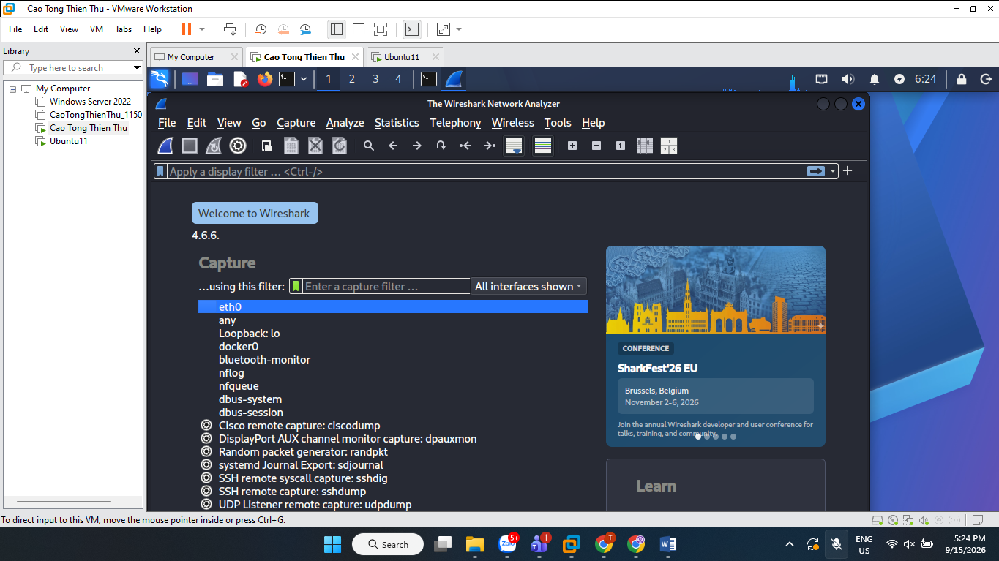 Cao Tong Thien Thu - VMware Workstation
File Edit View VM Tabs Help
Library
Type here to search
My Computer
Windows Server 2022
CaoTongThienThu_1150
Cao Tong Thien Thu
Ubuntu11
My Computer Cao Tong Thien Thu Ubuntu11
1 2 3 4 6:24
The Wireshark Network Analyzer
File Edit View Go Capture Analyze Statistics Telephony Wireless Tools Help
Apply a display filter ... <Ctrl-/>
Welcome to Wireshark
4.6.6.
Capture
...using this filter: Enter a capture filter ... All interfaces shown
eth0
any
Loopback: lo
docker0
bluetooth-monitor
nflog
nfqueue
dbus-system
dbus-session
Cisco remote capture: ciscodump
DisplayPort AUX channel monitor capture: dpauxmon
Random packet generator: randpkt
systemd Journal Export: sdjournal
SSH remote syscall capture: sshdig
SSH remote capture: sshdump
UDP Listener remote capture: udpdump
CONFERENCE
SharkFest'26 EU
Brussels, Belgium
November 2-6, 2026
Join the annual Wireshark developer and user conference for
talks, training, and community.
Learn
To direct input to this VM, move the mouse pointer inside or press Ctrl+G.
Search
Zalo 5+
1
T
ENG
US
5:24 PM
9/15/2026